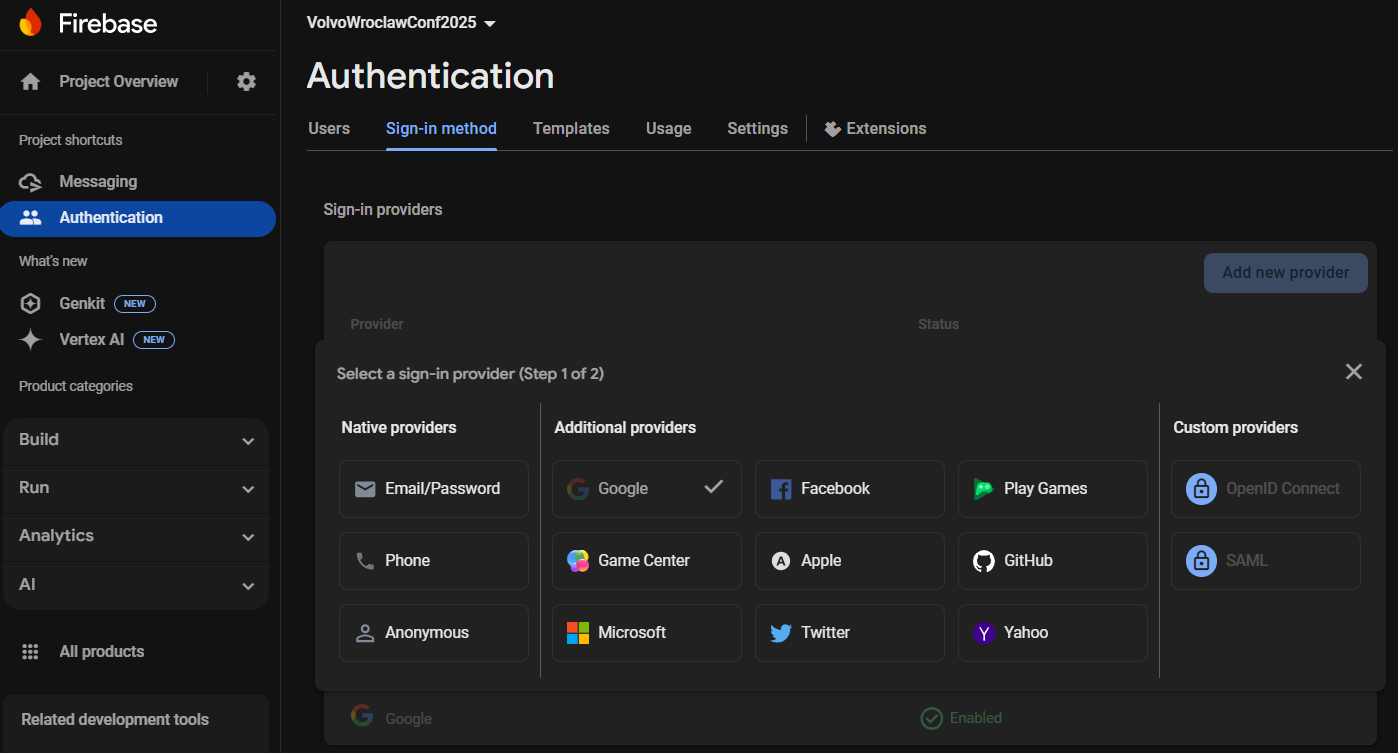 Firebase
Project Overview
Project shortcuts
Messaging
Authentication
What's new
Genkit NEW
Vertex AI NEW
Product categories
Build
Run
Analytics
AI
All products
Related development tools
VolvoWroclawConf2025
Authentication
Users Sign-in method Templates Usage Settings Extensions
Sign-in providers
Add new provider
Provider Status
Select a sign-in provider (Step 1 of 2)
Native providers
Email/Password
Phone
Anonymous
Additional providers
Google Facebook Play Games
Game Center Apple GitHub
Microsoft Twitter Yahoo
Custom providers
OpenID Connect
SAML
Google Enabled